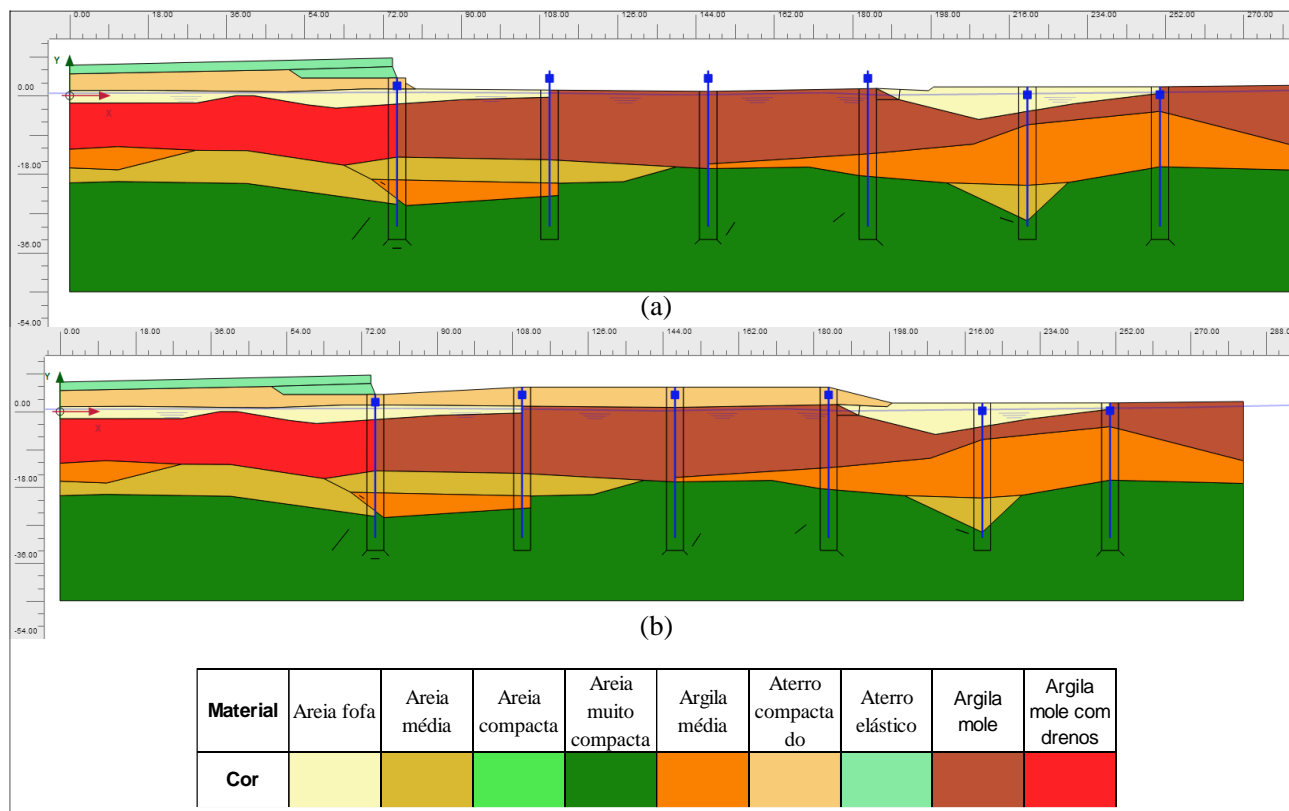 0.00 18.00 36.00 54.00 72.00 90.00 108.00 126.00 144.00 162.00 180.00 198.00 216.00 234.00 252.00 270.00
Y
0.00
X
-18.00
-36.00
-54.00
(a)
0.00 18.00 36.00 54.00 72.00 90.00 108.00 126.00 144.00 162.00 180.00 198.00 216.00 234.00 252.00 270.00 288.00
Y
0.00
X
-18.00
-36.00
-54.00
(b)
Material Areia fofa Areia média Areia compacta Areia muito compacta Argila média Aterro compacta do Aterro elástico Argila mole Argila mole com drenos
Cor